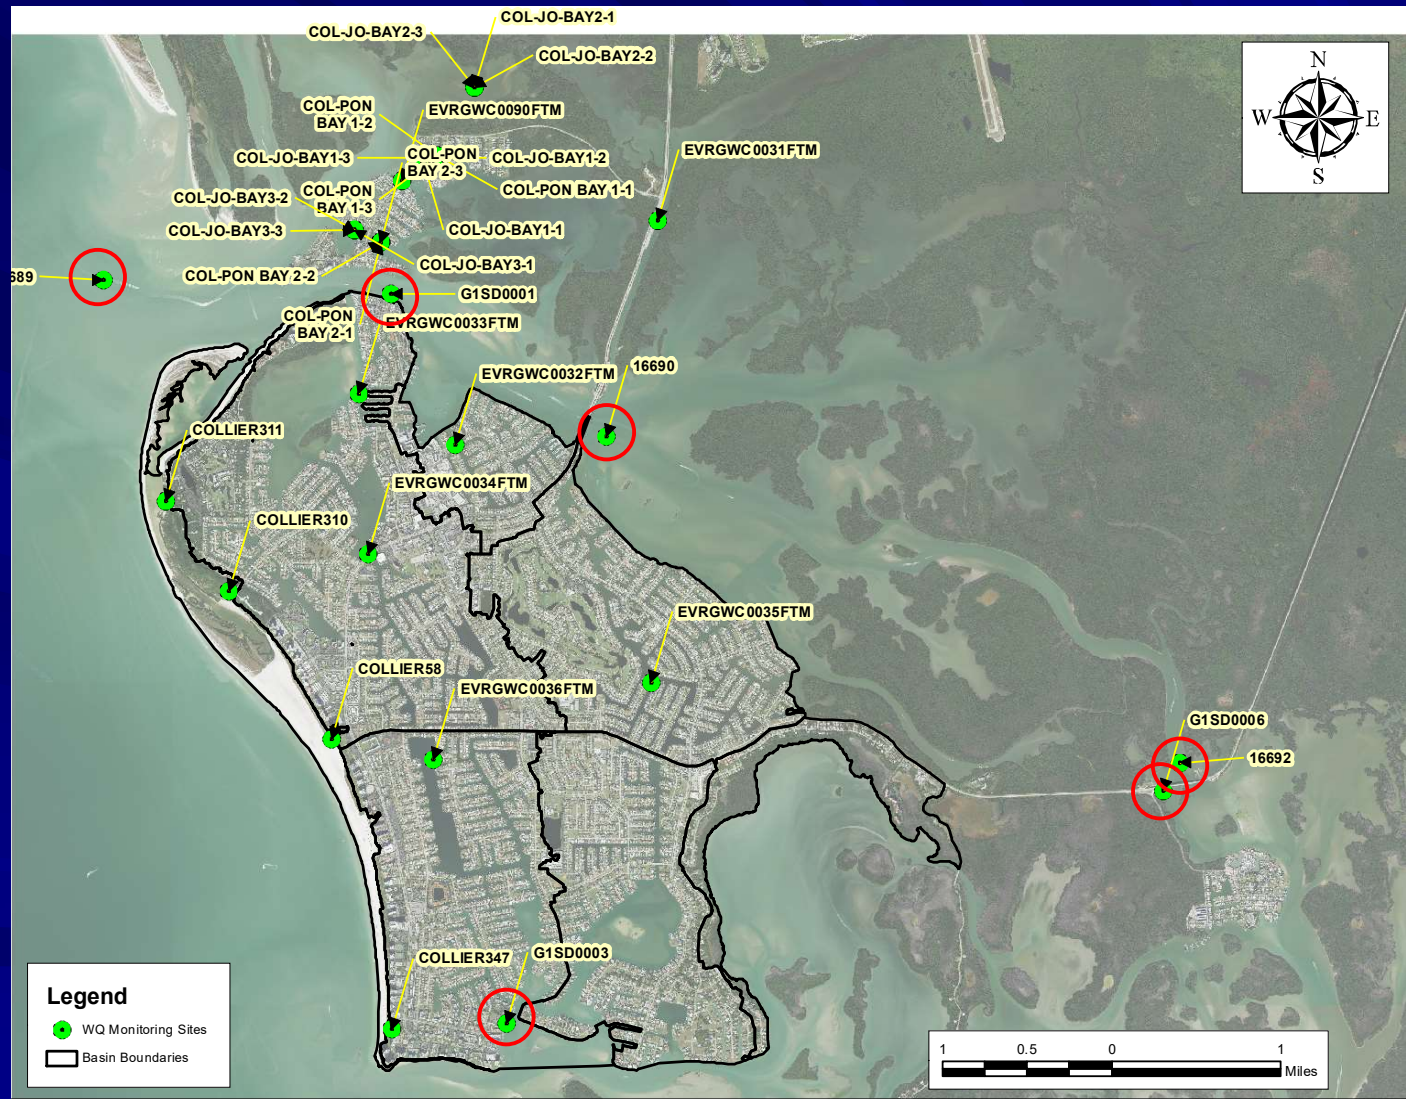 COL-JO-BAY2-1
COL-JO-BAY2-3
COL-JO-BAY2-2
N
W
E
S
COL-PON
BAY 1-2
EVRGWC0090FTM
EVRGWC0031FTM
COL-JO-BAY1-3
COL-PON
BAY 2-3
COL-JO-BAY1-2
COL-PON BAY 1-1
COL-JO-BAY3-2
COL-PON
BAY 1-3
COL-JO-BAY3-3
COL-JO-BAY1-1
COL-JO-BAY3-1
COL-PON BAY 2-2
689
G1SD0001
COL-PON
BAY 2-1
EVRGWC0033FTM
EVRGWC0032FTM
16690
COLLIER311
EVRGWC0034FTM
COLLIER310
EVRGWC0035FTM
COLLIER58
EVRGWC0036FTM
G1SD0006
16692
COLLIER347
G1SD0003
Legend
WQ Monitoring Sites
Basin Boundaries
1 0.5 0 1
Miles